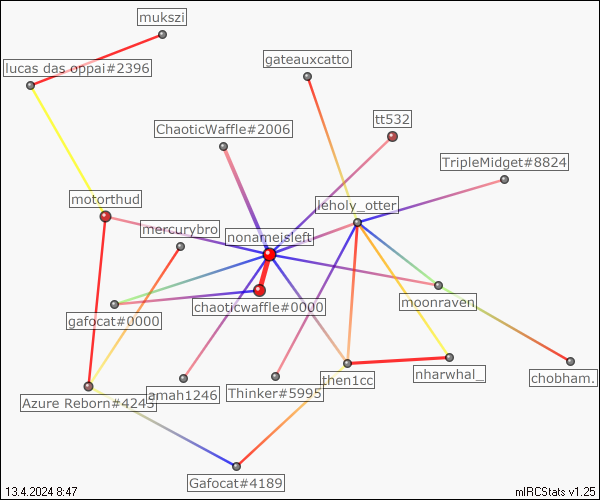 mukszi
lucas das oppai#2396
gateauxcatto
tt532
ChaoticWaffle#2006
TripleMidget#8824
motorthud
leholy_otter
mercurybro
nonameisleft
moonraven
chaoticwaffle#0000
gafocat#0000
then1cc
nharwhal_
chobham.
Azure Reborn#4243
amah1246
Thinker#5995
Gafocat#4189
13.4.2024 8:47
mIRCStats v1.25